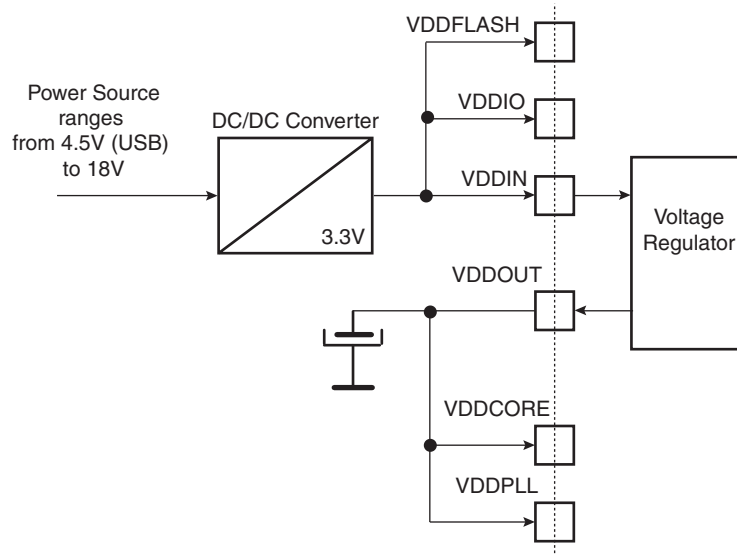 VDDFLASH
Power Source
ranges
from 4.5V (USB)
to 18V
DC/DC Converter
VDDIO
VDDIN
3.3V
Voltage
Regulator
VDDOUT
VDDCORE
VDDPLL